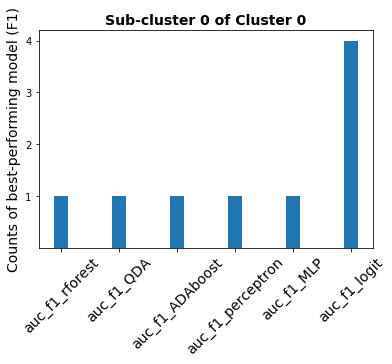 Sub-cluster 0 of Cluster 0
Counts of best-performing model (F1)
4
3
2
1
auc_f1_rforest
auc_f1_QDA
auc_f1_ADAboost
auc_f1_perceptron
auc_f1_MLP
auc_f1_logit